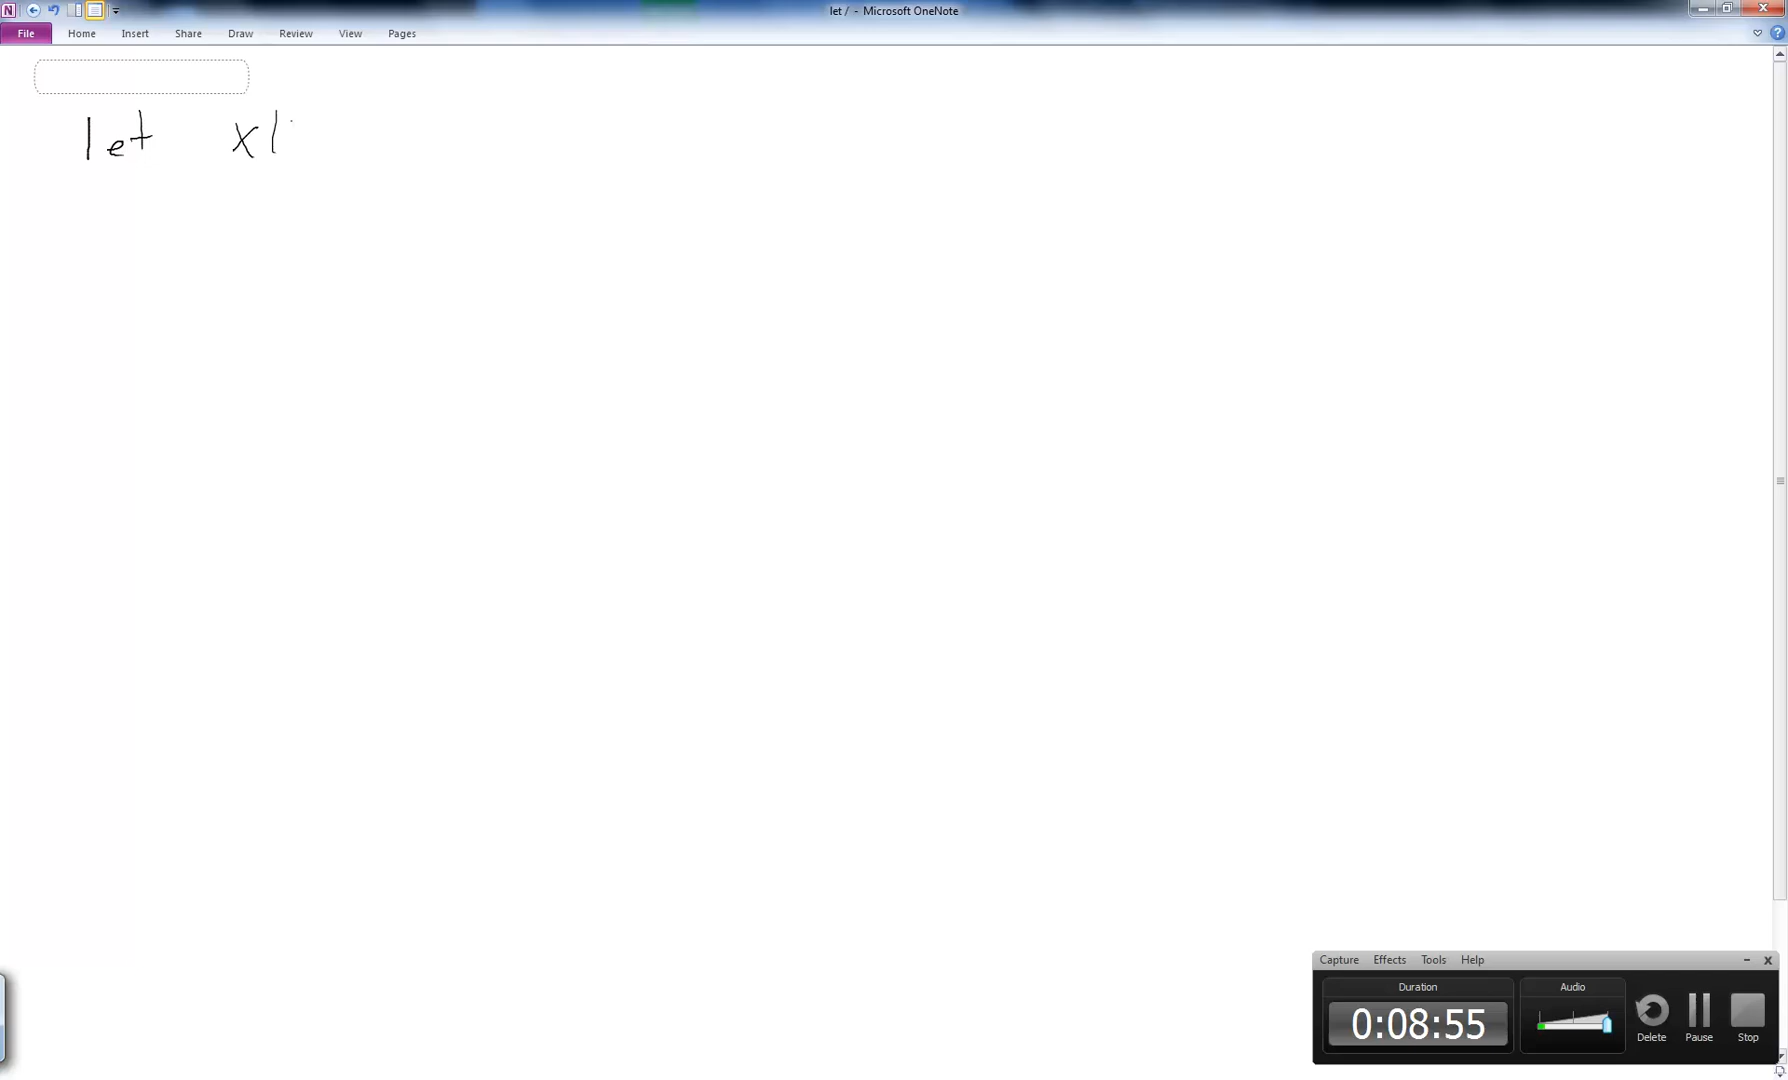 let / - Microsoft OneNote
File Home Insert Share Draw Review View Pages
let x(
Capture Effects Tools Help
Duration Audio
0:08:55
Delete Pause Stop